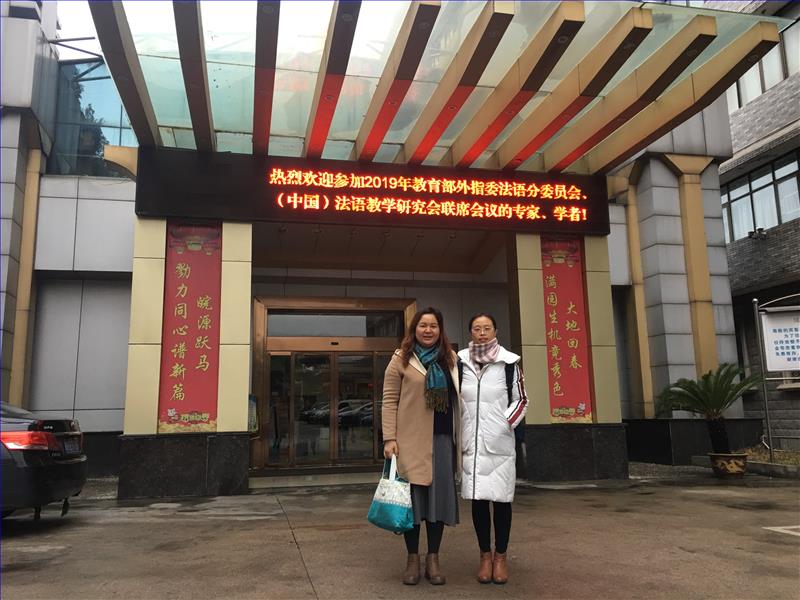 热烈欢迎参加2019年教育部外指委法语分委员会、
（中国）法语教学研究会联席会议的专家、学着！
皖源跃马
勠力同心谱新篇
大地回春
满园生机竟秀色